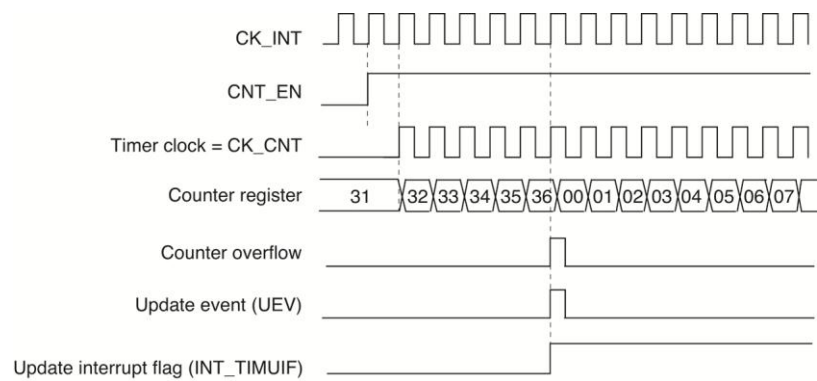 CK_INT
CNT_EN
Timer clock = CK_CNT
Counter register 31 32 33 34 35 36 00 01 02 03 04 05 06 07
Counter overflow
Update event (UEV)
Update interrupt flag (INT_TIMUIF)